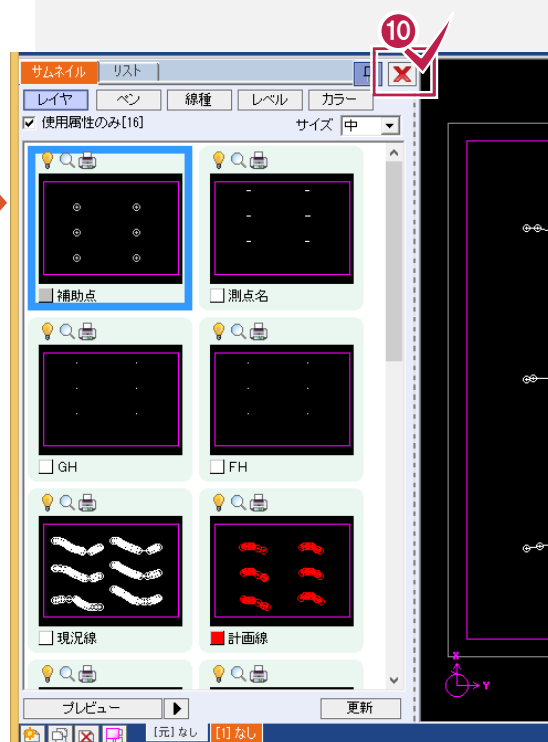 10
サムネイル リスト
レイヤ ペン 線種 レベル カラー
使用属性のみ[16] サイズ 中
補助点 測点名
GH FH
現況線 計画線
プレビュー 更新
[元]なし [1]なし
X
Y